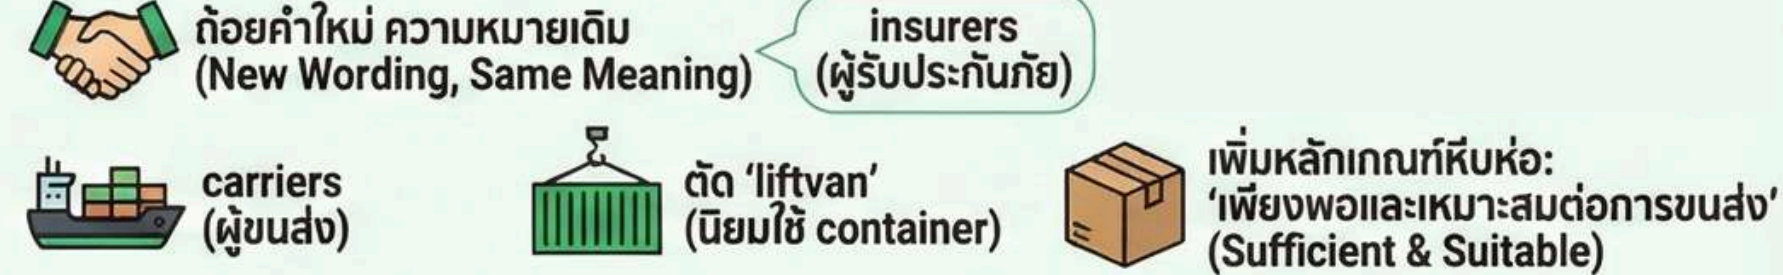 ถ้อยคำใหม่ ความหมายเดิม
(New Wording, Same Meaning)
insurers
(ผู้รับประกันภัย)
carriers
(ผู้ขนส่ง)
ตัด ‘liftvan’
(นิยมใช้ container)
เพิ่มหลักเกณฑ์หีบห่อ:
‘เพียงพอและเหมาะสมต่อการขนส่ง’
(Sufficient & Suitable)